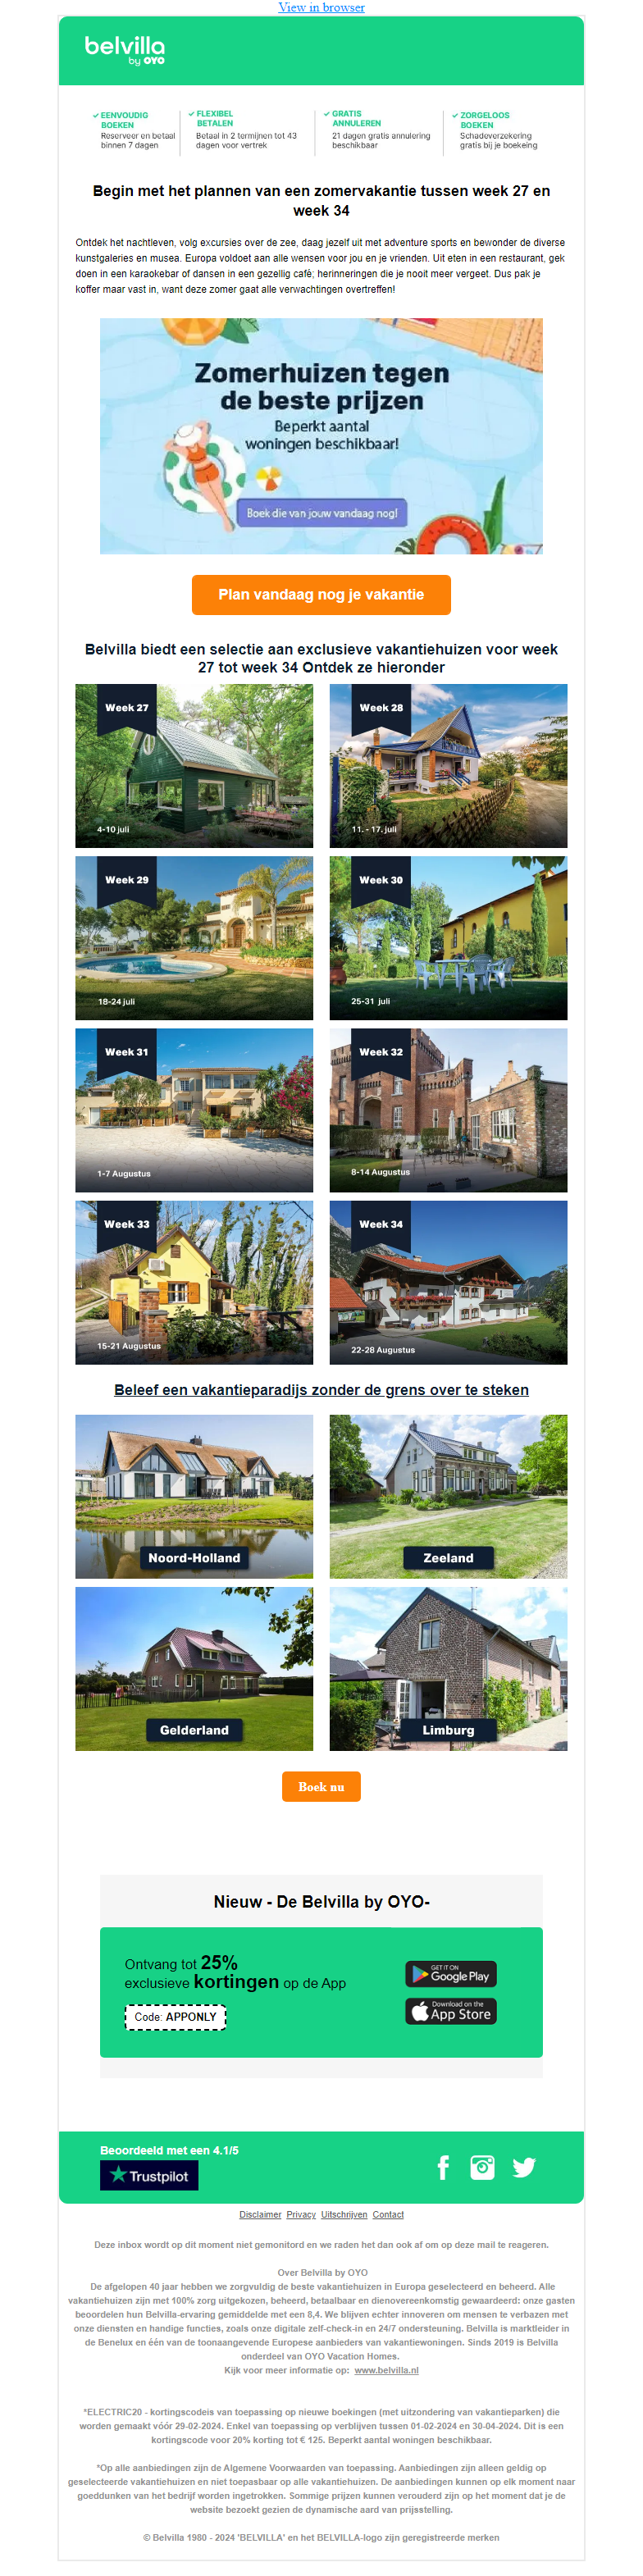 View in browser
belvilla
by OYO
✓ EENVOUDIG
BOEKEN
Reserveer en betaal
binnen 7 dagen
✓ FLEXIBEL
BETALEN
Betaal in 2 termijnen tot 43
dagen voor vertrek
✓ GRATIS
ANNULEREN
21 dagen gratis annulering
beschikbaar
✓ ZORGELOOS
BOEKEN
Schadeverzekering
gratis bij je boekeing
Begin met het plannen van een zomervakantie tussen week 27 en
week 34
Ontdek het nachtleven, volg excursies over de zee, daag jezelf uit met adventure sports en bewonder de diverse
kunstgaleries en musea. Europa voldoet aan alle wensen voor jou en je vrienden. Uit eten in een restaurant, gek
doen in een karaokebar of dansen in een gezellig café; herinneringen die je nooit meer vergeet. Dus pak je
koffer maar vast in, want deze zomer gaat alle verwachtingen overtreffen!
Zomerhuizen tegen
de beste prijzen
Beperkt aantal
woningen beschikbaar!
Boek die van jouw vandaag nog!
Plan vandaag nog je vakantie
Belvilla biedt een selectie aan exclusieve vakantiehuizen voor week
27 tot week 34 Ontdek ze hieronder
Week 27
4-10 juli
Week 28
11. - 17. juli
Week 29
18-24 juli
Week 30
25-31 juli
Week 31
1-7 Augustus
Week 32
8-14 Augustus
Week 33
15-21 Augustus
Week 34
22-28 Augustus
Beleef een vakantieparadijs zonder de grens over te steken
Noord-Holland
Zeeland
Gelderland
Limburg
Boek nu
Nieuw - De Belvilla by OYO-
Ontvang tot 25%
exclusieve kortingen op de App
Code: APPONLY
GET IT ON
Google Play
Download on the
App Store
Beoordeeld met een 4.1/5
Trustpilot
Disclaimer Privacy Uitschrijven Contact
Deze inbox wordt op dit moment niet gemonitord en we raden het dan ook af om op deze mail te reageren.
Over Belvilla by OYO
De afgelopen 40 jaar hebben we zorgvuldig de beste vakantiehuizen in Europa geselecteerd en beheerd. Alle
vakantiehuizen zijn met 100% zorg uitgekozen, beheerd, betaalbaar en dienovereenkomstig gewaardeerd: onze gasten
beoordelen hun Belvilla-ervaring gemiddelde met een 8,4. We blijven echter innoveren om mensen te verbazen met
onze diensten en handige functies, zoals onze digitale zelf-check-in en 24/7 ondersteuning. Belvilla is marktleider in
de Benelux en één van de toonaangevende Europese aanbieders van vakantiewoningen. Sinds 2019 is Belvilla
onderdeel van OYO Vacation Homes.
Kijk voor meer informatie op: www.belvilla.nl
*ELECTRIC20 - kortingscodeis van toepassing op nieuwe boekingen (met uitzondering van vakantieparken) die
worden gemaakt vóór 29-02-2024. Enkel van toepassing op verblijven tussen 01-02-2024 en 30-04-2024. Dit is een
kortingscode voor 20% korting tot € 125. Beperkt aantal woningen beschikbaar.
*Op alle aanbiedingen zijn de Algemene Voorwaarden van toepassing. Aanbiedingen zijn alleen geldig op
geselecteerde vakantiehuizen en niet toepasbaar op alle vakantiehuizen. De aanbiedingen kunnen op elk moment naar
goeddunken van het bedrijf worden ingetrokken. Sommige prijzen kunnen verouderd zijn op het moment dat je de
website bezoekt gezien de dynamische aard van prijsstelling.
© Belvilla 1980 - 2024 'BELVILLA' en het BELVILLA-logo zijn geregistreerde merken